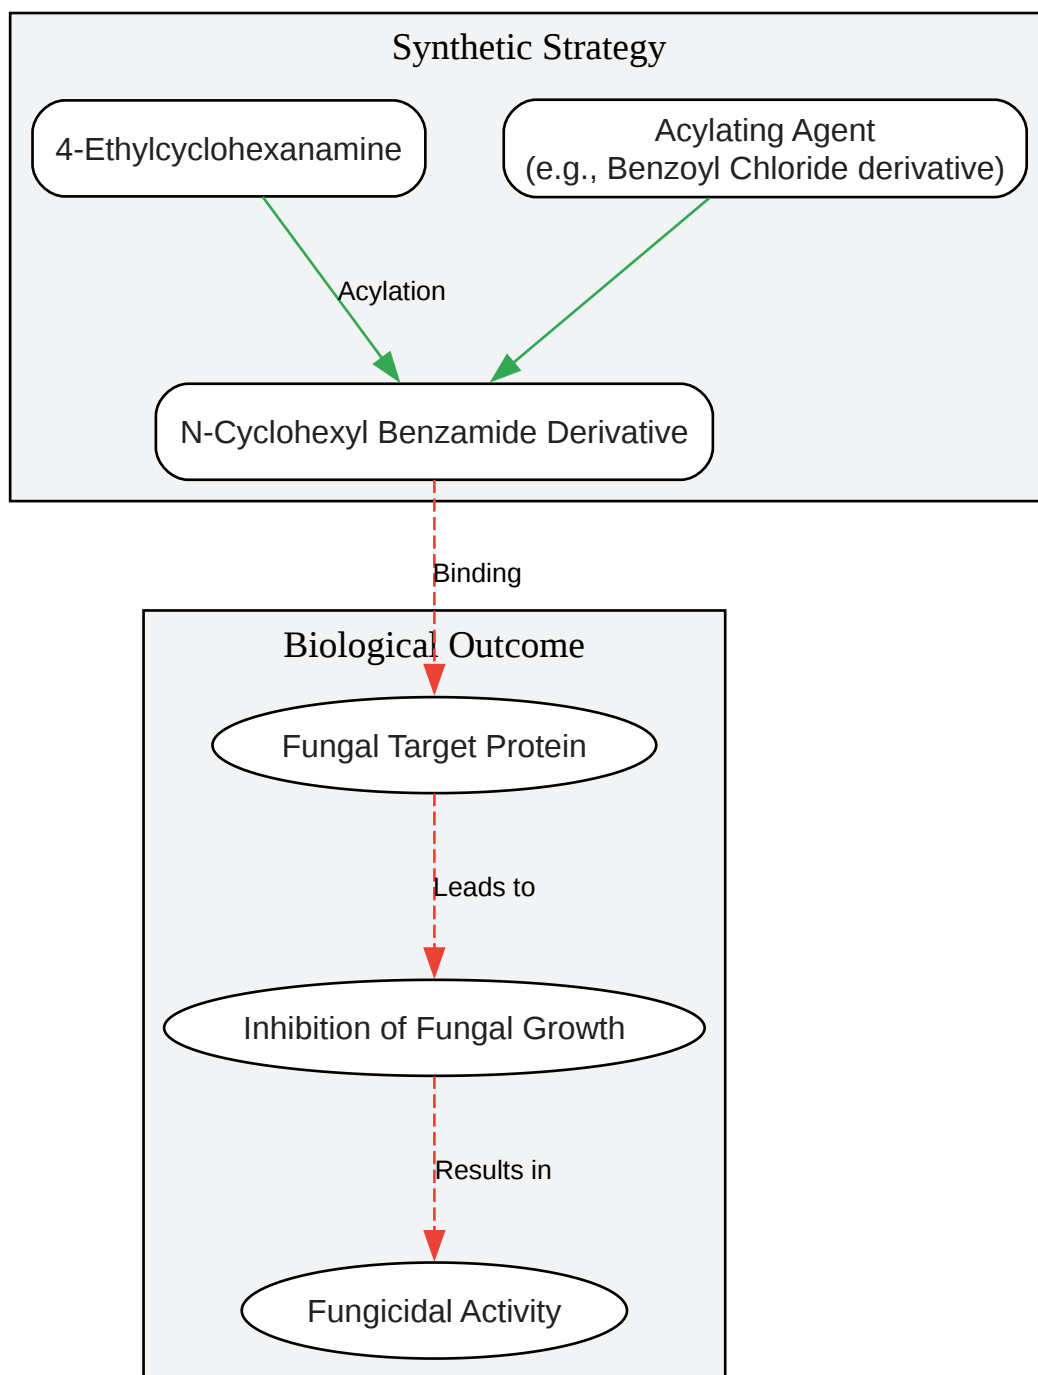 Synthetic Strategy
4-Ethylcyclohexanamine
Acylating Agent
(e.g., Benzoyl Chloride derivative)
Acylation
N-Cyclohexyl Benzamide Derivative
Binding
Biological Outcome
Fungal Target Protein
Leads to
Inhibition of Fungal Growth
Results in
Fungicidal Activity